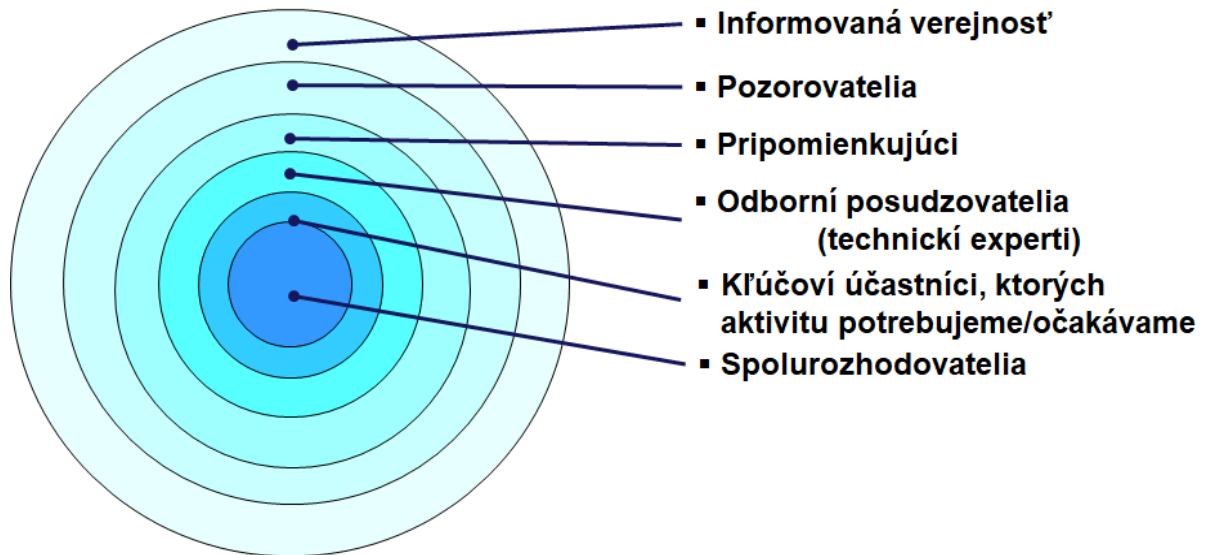 ▪ Informovaná verejnosť
▪ Pozorovatelia
▪ Pripomienkujúci
▪ Odborní posudzovatelia
(technickí experti)
▪ Kľúčoví účastníci, ktorých
aktivitu potrebujeme/očakávame
▪ Spolurozhodovatelia